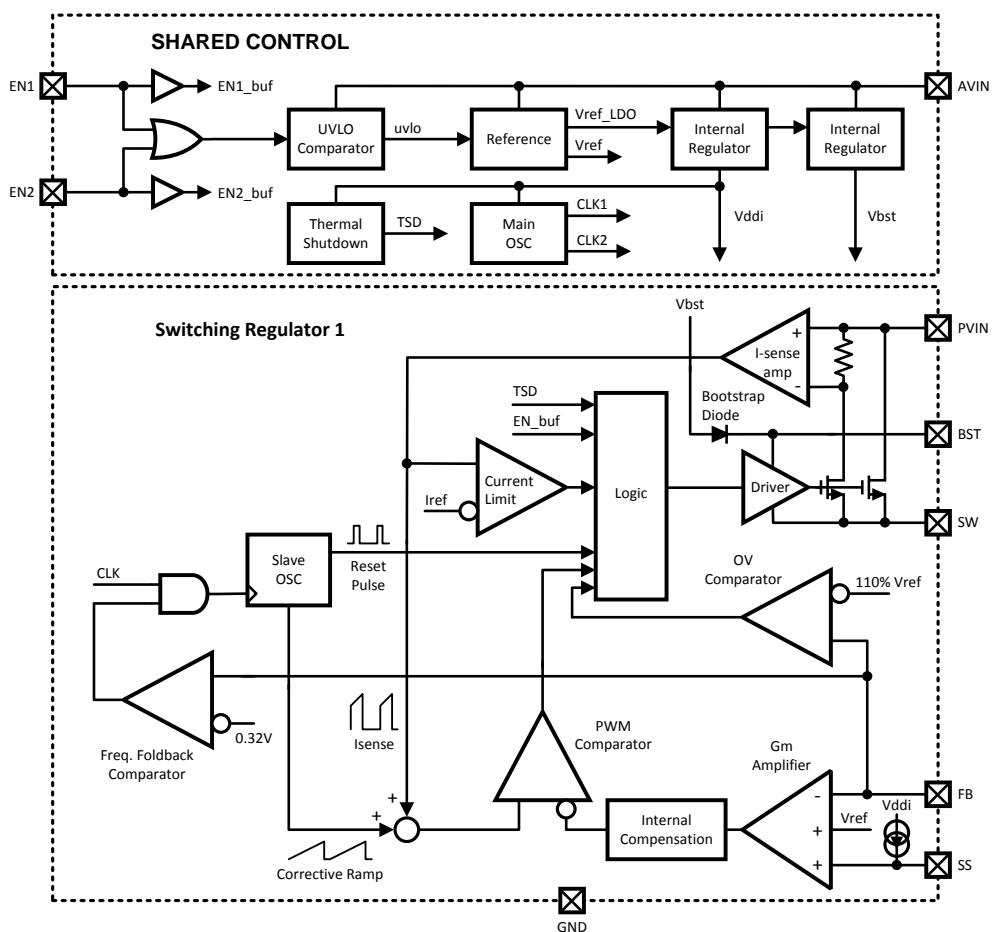 SHARED CONTROL
EN1
EN1_buf
AVIN
UVLO
Comparator
uvlo
Reference
Vref_LDO
Vref
Internal
Regulator
Internal
Regulator
EN2
EN2_buf
Thermal
Shutdown
TSD
Main
OSC
CLK1
CLK2
Vddi
Vbst
Switching Regulator 1
Vbst
PVIN
+
I-sense
amp
-
TSD
Bootstrap
Diode
EN_buf
BST
Current
Limit
Iref
Logic
Driver
SW
Slave
OSC
Reset
Pulse
CLK
OV
Comparator
110% Vref
0.32V
Freq. Foldback
Comparator
Isense
PWM
Comparator
Gm
Amplifier
+
+
Internal
Compensation
-
+
+
Vref
Vddi
FB
SS
Corrective Ramp
GND